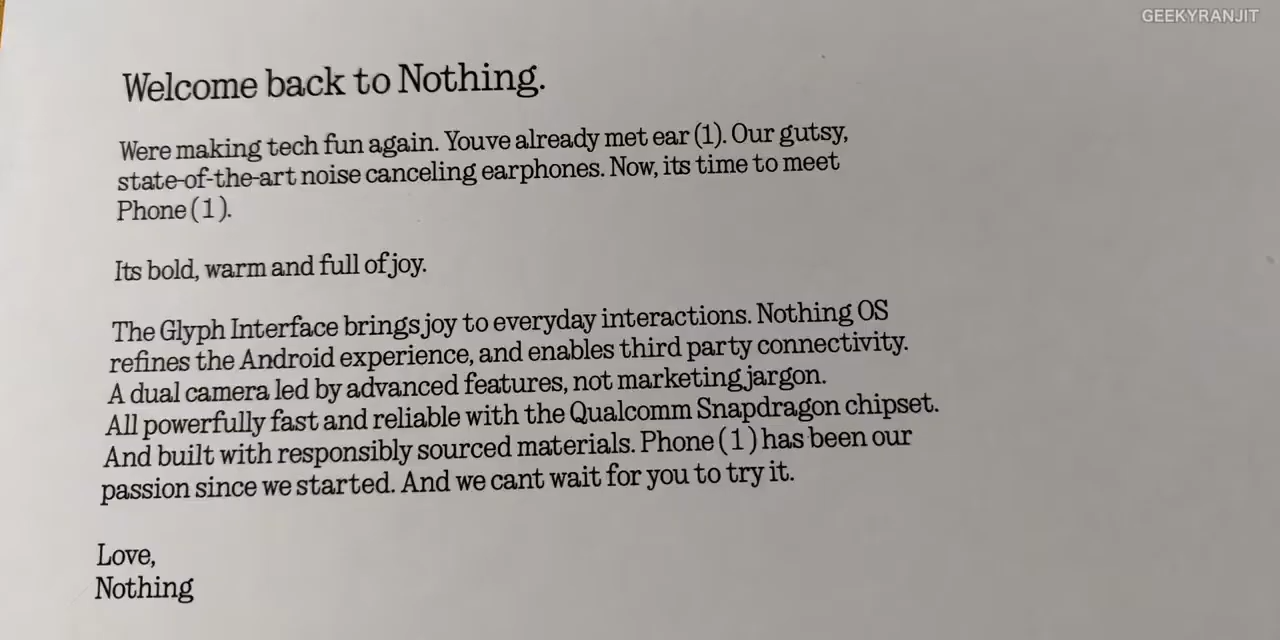 GEEKYRANJIT
Welcome back to Nothing.
Were making tech fun again. Youve already met ear (1). Our gutsy,
state-of-the-art noise canceling earphones. Now, its time to meet
Phone (1).
Its bold, warm and full of joy.
The Glyph Interface brings joy to everyday interactions. Nothing OS
refines the Android experience, and enables third party connectivity.
A dual camera led by advanced features, not marketing jargon.
All powerfully fast and reliable with the Qualcomm Snapdragon chipset.
And built with responsibly sourced materials. Phone (1) has been our
passion since we started. And we cant wait for you to try it.
Love,
Nothing